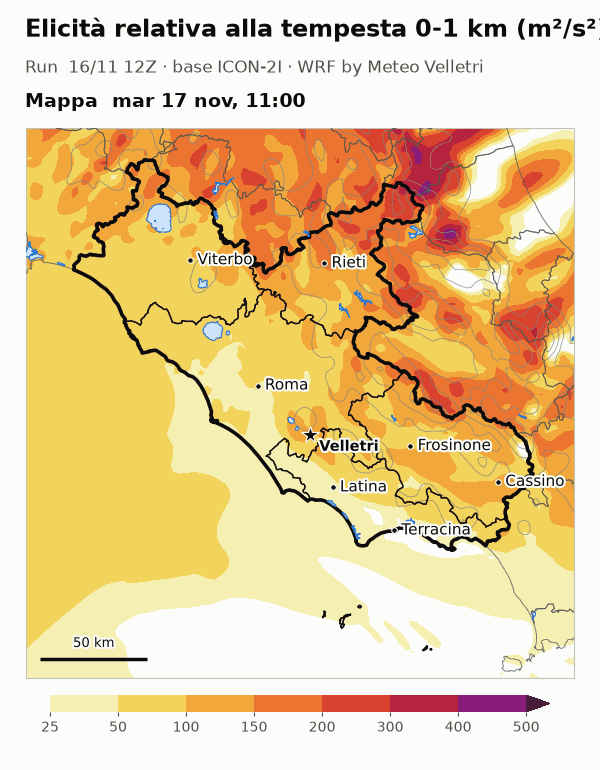 Elicità relativa alla tempesta 0-1 km (m²/s²)
Run  16/11 12Z · base ICON-2I · WRF by Meteo Velletri
Mappa  mar 17 nov, 11:00
Viterbo
Rieti
Roma
Velletri
Frosinone
Cassino
Latina
Terracina
50 km
25 50 100 150 200 300 400 500